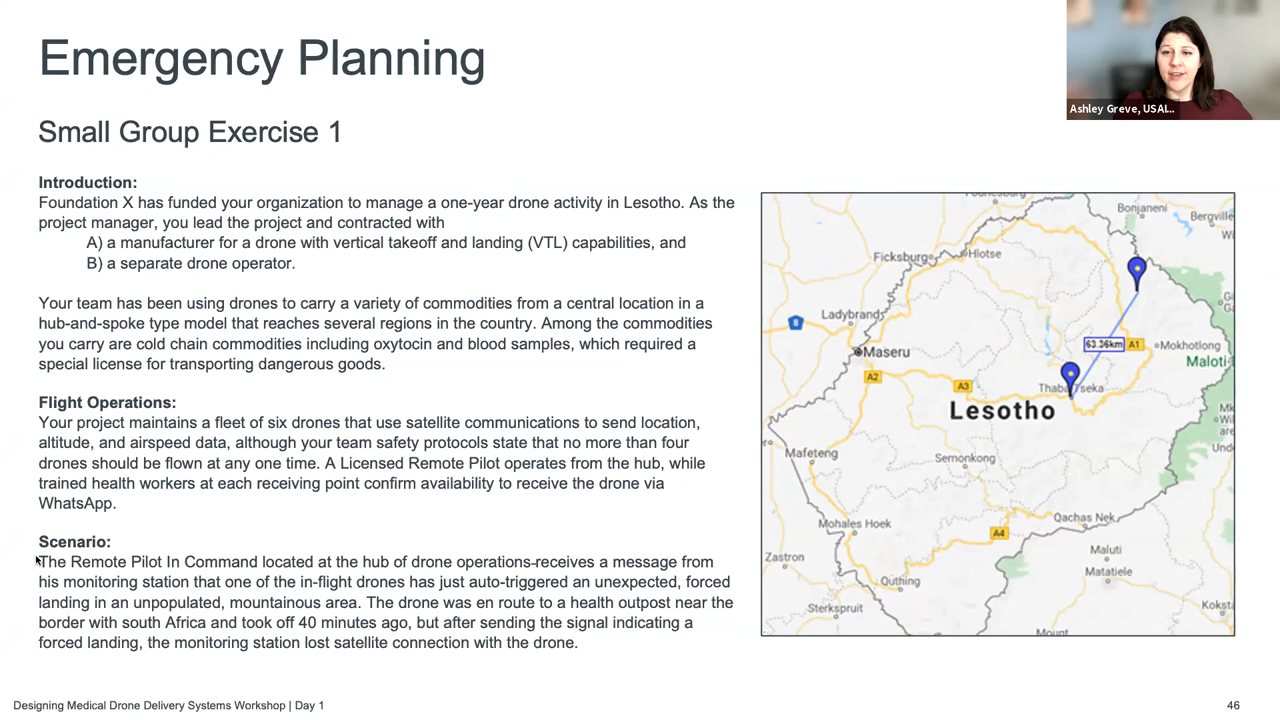 Emergency Planning
Ashley Greve, USAI...
Small Group Exercise 1
Introduction:
Foundation X has funded your organization to manage a one-year drone activity in Lesotho. As the
project manager, you lead the project and contracted with
A) a manufacturer for a drone with vertical takeoff and landing (VTL) capabilities, and
B) a separate drone operator.
Your team has been using drones to carry a variety of commodities from a central location in a
hub-and-spoke type model that reaches several regions in the country. Among the commodities
you carry are cold chain commodities including oxytocin and blood samples, which required a
special license for transporting dangerous goods.
Flight Operations:
Your project maintains a fleet of six drones that use satellite communications to send location,
altitude, and airspeed data, although your team safety protocols state that no more than four
drones should be flown at any one time. A Licensed Remote Pilot operates from the hub, while
trained health workers at each receiving point confirm availability to receive the drone via
WhatsApp.
Scenario:
The Remote Pilot In Command located at the hub of drone operations-receives a message from
his monitoring station that one of the in-flight drones has just auto-triggered an unexpected, forced
landing in an unpopulated, mountainous area. The drone was en route to a health outpost near the
border with south Africa and took off 40 minutes ago, but after sending the signal indicating a
forced landing, the monitoring station lost satellite connection with the drone.
Bonjaneni
Bergville
Wi
Ficksburg
Hlotse
Gi
Ladybrand
8
63.36km
A1
Mokhotlong
Maseru
Maloti-
A2
A3
Thaba Tseka
Lesotho
Mk
Wil
are
Unde
Mafeteng
Semonkong
Mohales Hoek
Qachas Nek
A4
Zastron
Maluti
Matatiele
Quthing
Sterkspruit
Koksta
Mount
Designing Medical Drone Delivery Systems Workshop | Day 1
46